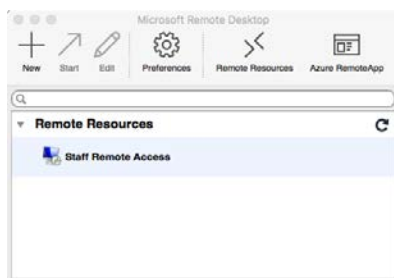 Microsoft Remote Desktop
New Start Edit Preferences Remote Resources Azure RemoteApp
Remote Resources
Staff Remote Access